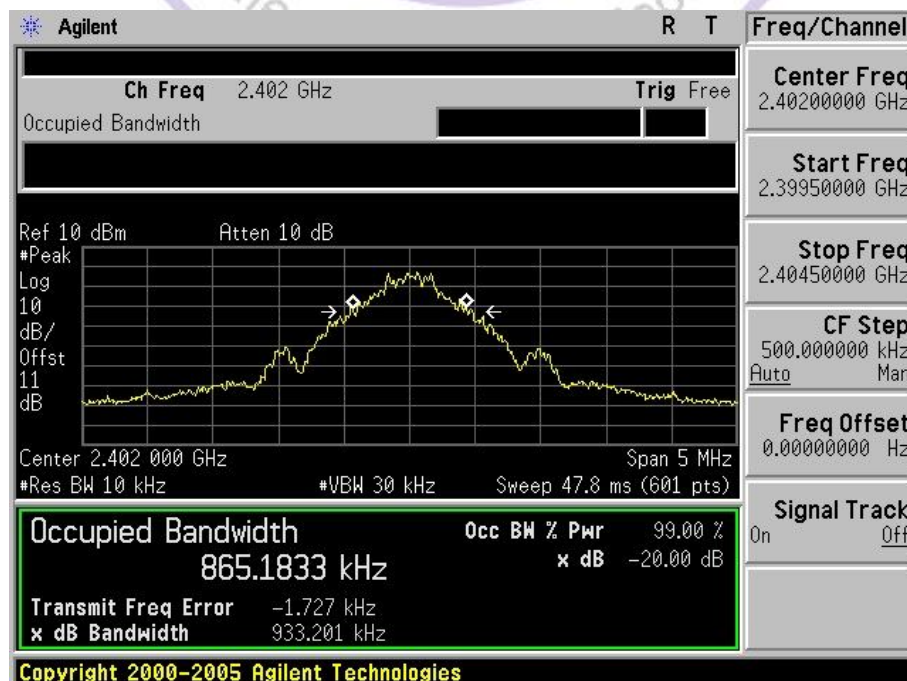 Agilent R T
Freq/Channel
Ch Freq 2.402 GHz Trig Free
Occupied Bandwidth
Center Freq
2.40200000 GHz
Start Freq
2.39950000 GHz
Stop Freq
2.40450000 GHz
CF Step
500.000000 kHz
Auto Man
Freq Offset
0.00000000 Hz
Signal Track
On Off
Ref 10 dBm Atten 10 dB
#Peak
Log
10
dB/
Offst
11
dB
Center 2.402 000 GHz Span 5 MHz
#Res BW 10 kHz #VBW 30 kHz Sweep 47.8 ms (601 pts)
Occupied Bandwidth Occ BW % Pwr 99.00 %
865.1833 kHz x dB -20.00 dB
Transmit Freq Error -1.727 kHz
x dB Bandwidth 933.201 kHz
Copyright 2000-2005 Agilent Technologies